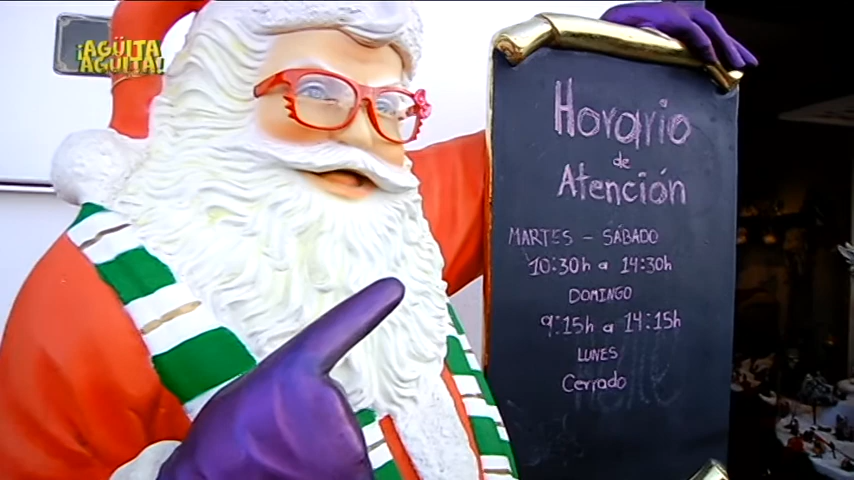 ¡AGÜITA
AGÜITA!
Horario
de
Atención
MARTES - SÁBADO
10:30h a 14:30h
DOMINGO
9:15h a 14:15h
LUNES
Cerrado